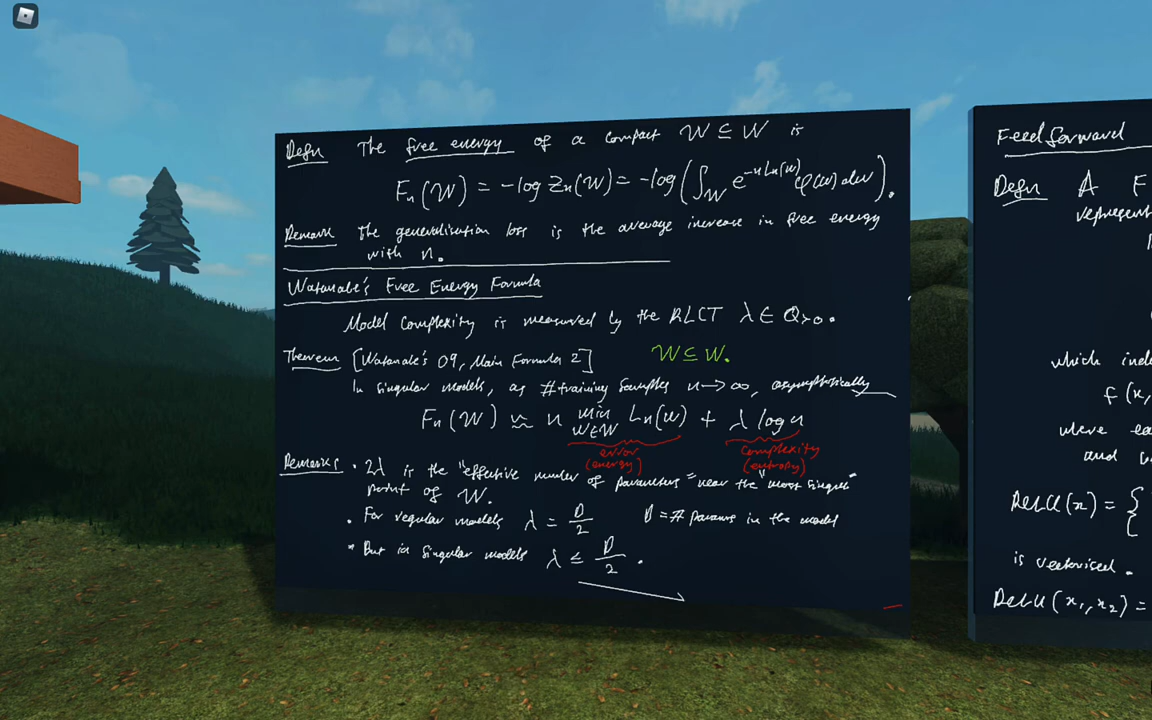 Defn The free energy of a compact 𝒲 ⊆ W is
Fn(𝒲) = -log Zn(𝒲) = -log(∫𝒲 e^{-nLn(w)} φ(w) dw).
Remark The generalisation loss is the average increase in free energy
with n.
Watanabe's Free Energy Formula
Model complexity is measured by the RLCT λ ∈ Q>0.
Theorem [Watanabe's 09, Main Formula 2] 𝒲 ⊆ W.
In singular models, as #training samples n → ∞, asymptotically
Fn(𝒲) ≈ n min w∈𝒲 Ln(w) + λ log n
error complexity
(energy) (entropy)
Remarks • 2λ is the "effective number of parameters" near the "most singular"
point of 𝒲.
• For regular models λ = D/2 D = # params in the model
• But in singular models λ ≤ D/2.
Feedforward
Defn A F
represent
which ind
f(x,
where ea
and
ReLU(x) = {
is vectorised.
ReLU(x1, x2) =